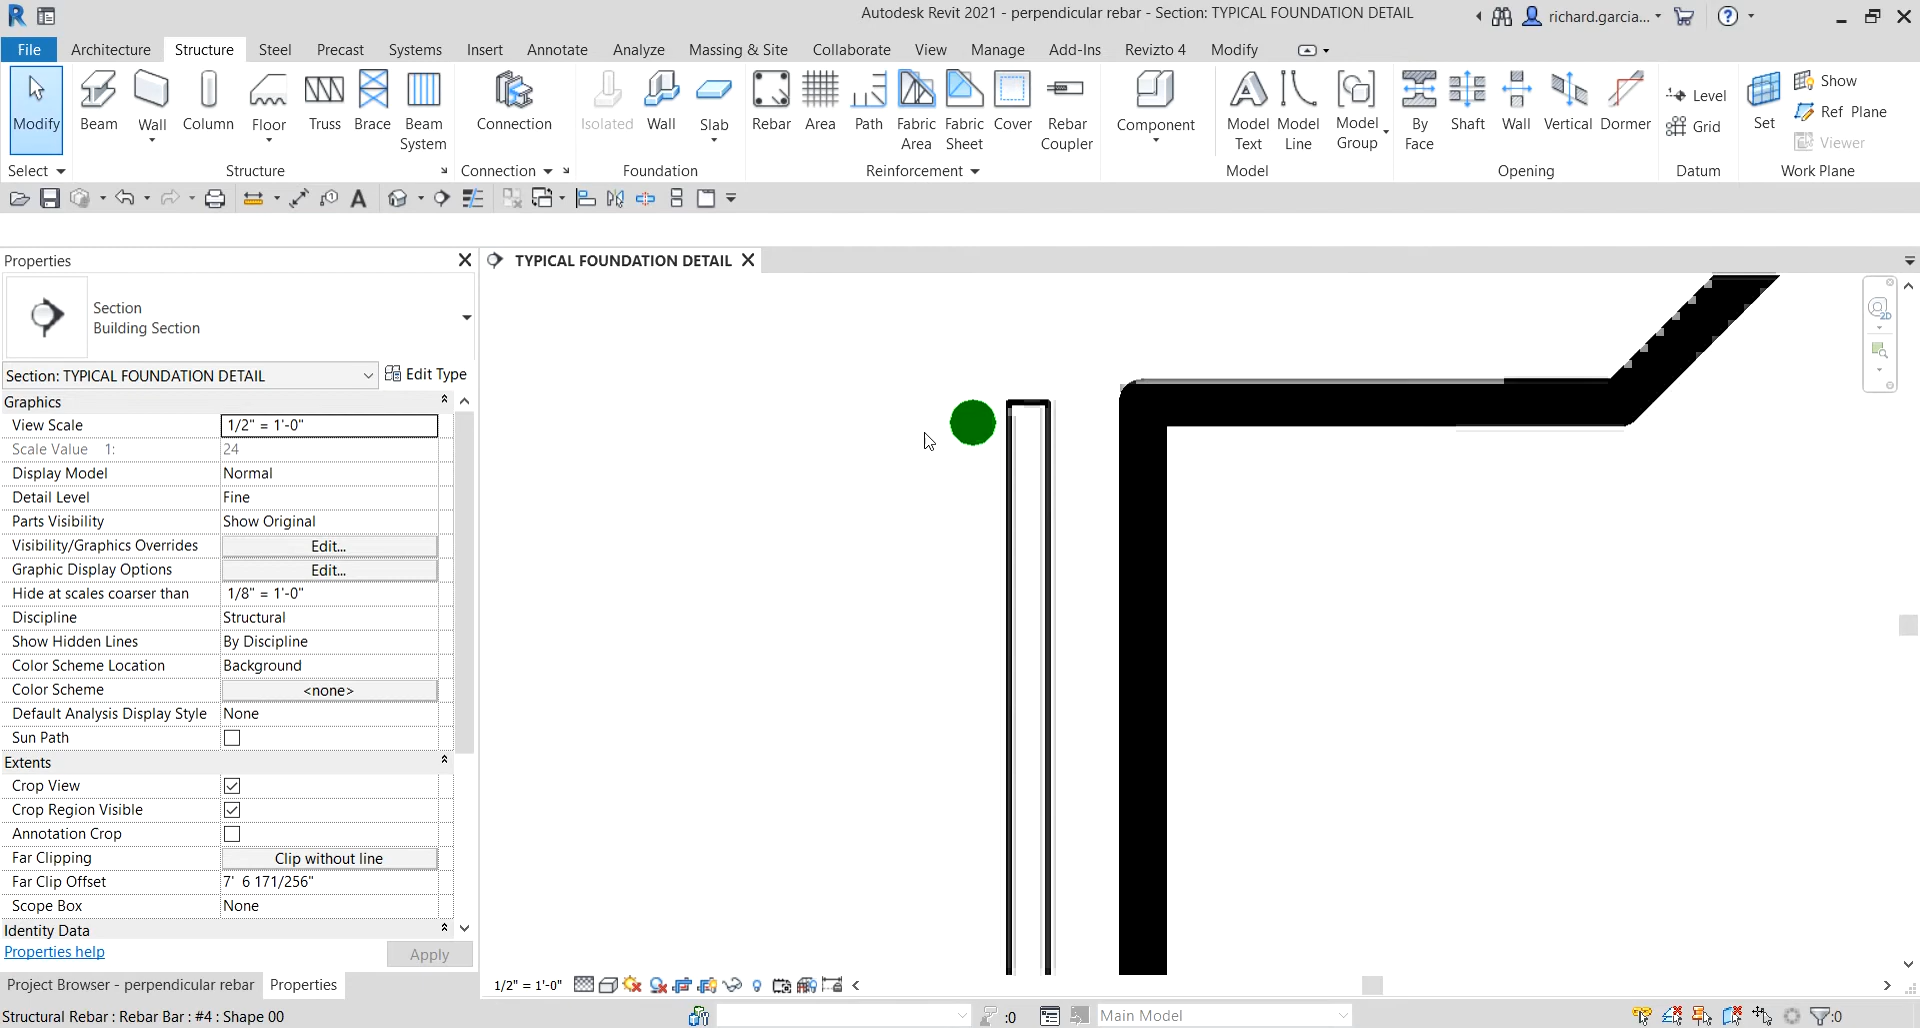 Autodesk Revit 2021 - perpendicular rebar - Section: TYPICAL FOUNDATION DETAIL
richard.garcia...
File Architecture Structure Steel Precast Systems Insert Annotate Analyze Massing & Site Collaborate View Manage Add-Ins Revizto 4 Modify
Modify Beam Wall Column Floor Truss Brace Beam System Connection Isolated Wall Slab Rebar Area Path Fabric Area Fabric Sheet Cover Rebar Coupler Component Model Text Model Line Model Group By Face Shaft Wall Vertical Dormer Level Grid Set Show Ref Plane Viewer
Select Structure Connection Foundation Reinforcement Model Opening Datum Work Plane
Properties
TYPICAL FOUNDATION DETAIL
Section
Building Section
Section: TYPICAL FOUNDATION DETAIL Edit Type
Graphics
View Scale 1/2" = 1'-0"
Scale Value 1: 24
Display Model Normal
Detail Level Fine
Parts Visibility Show Original
Visibility/Graphics Overrides Edit...
Graphic Display Options Edit...
Hide at scales coarser than 1/8" = 1'-0"
Discipline Structural
Show Hidden Lines By Discipline
Color Scheme Location Background
Color Scheme <none>
Default Analysis Display Style None
Sun Path
Extents
Crop View
Crop Region Visible
Annotation Crop
Far Clipping Clip without line
Far Clip Offset 7' 6 171/256"
Scope Box None
Identity Data
Properties help Apply
Project Browser - perpendicular rebar Properties
1/2" = 1'-0"
Structural Rebar : Rebar Bar : #4 : Shape 00
:0
Main Model
:0
2D